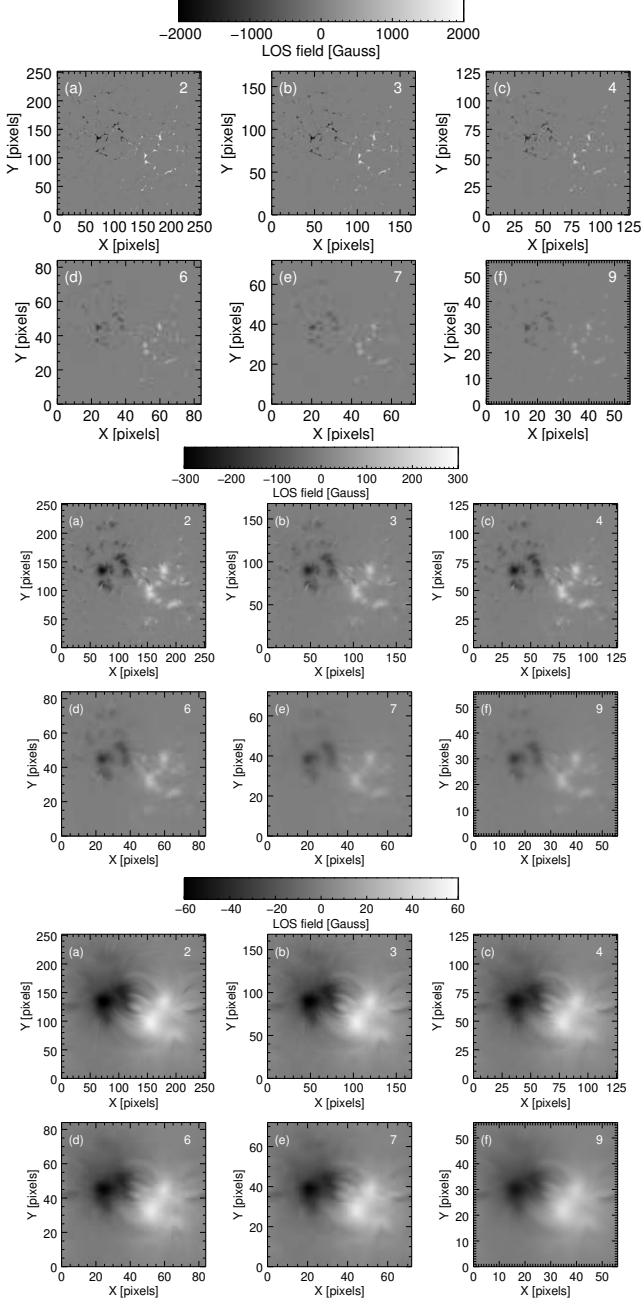 −2000 −1000 0 1000 2000
LOS field [Gauss]
(a) 2
250
200
150
100
50
0
Y [pixels]
0 50 100 150 200 250
X [pixels]
(b) 3
150
100
50
0
Y [pixels]
0 50 100 150
X [pixels]
(c) 4
125
100
75
50
25
0
Y [pixels]
0 25 50 75 100 125
X [pixels]
(d) 6
80
60
40
20
0
Y [pixels]
0 20 40 60 80
X [pixels]
(e) 7
60
40
20
0
Y [pixels]
0 20 40 60
X [pixels]
(f) 9
50
40
30
20
10
0
Y [pixels]
0 10 20 30 40 50
X [pixels]
−300 −200 −100 0 100 200 300
LOS field [Gauss]
(a) 2
250
200
150
100
50
0
Y [pixels]
0 50 100 150 200 250
X [pixels]
(b) 3
150
100
50
0
Y [pixels]
0 50 100 150
X [pixels]
(c) 4
125
100
75
50
25
0
Y [pixels]
0 25 50 75 100 125
X [pixels]
(d) 6
80
60
40
20
0
Y [pixels]
0 20 40 60 80
X [pixels]
(e) 7
60
40
20
0
Y [pixels]
0 20 40 60
X [pixels]
(f) 9
50
40
30
20
10
0
Y [pixels]
0 10 20 30 40 50
X [pixels]
−60 −40 −20 0 20 40 60
LOS field [Gauss]
(a) 2
250
200
150
100
50
0
Y [pixels]
0 50 100 150 200 250
X [pixels]
(b) 3
150
100
50
0
Y [pixels]
0 50 100 150
X [pixels]
(c) 4
125
100
75
50
25
0
Y [pixels]
0 25 50 75 100 125
X [pixels]
(d) 6
80
60
40
20
0
Y [pixels]
0 20 40 60 80
X [pixels]
(e) 7
60
40
20
0
Y [pixels]
0 20 40 60
X [pixels]
(f) 9
50
40
30
20
10
0
Y [pixels]
0 10 20 30 40 50
X [pixels]